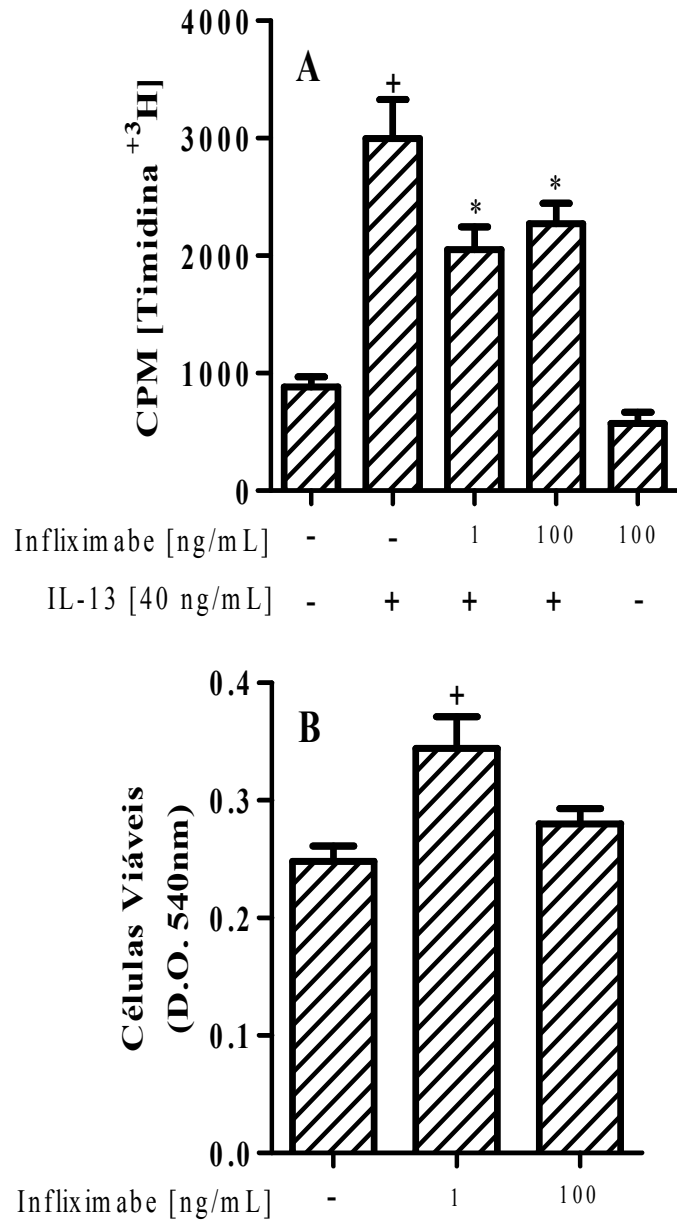 A
CPM [Timidina +3H]
4000
3000
2000
1000
0
+
*
*
Infliximabe [ng/mL] - - 1 100 100
IL-13 [40 ng/mL] - + + + -
B
Células Viáveis
(D.O. 540nm)
0.4
0.3
0.2
0.1
0.0
+
Infliximabe [ng/mL] - 1 100